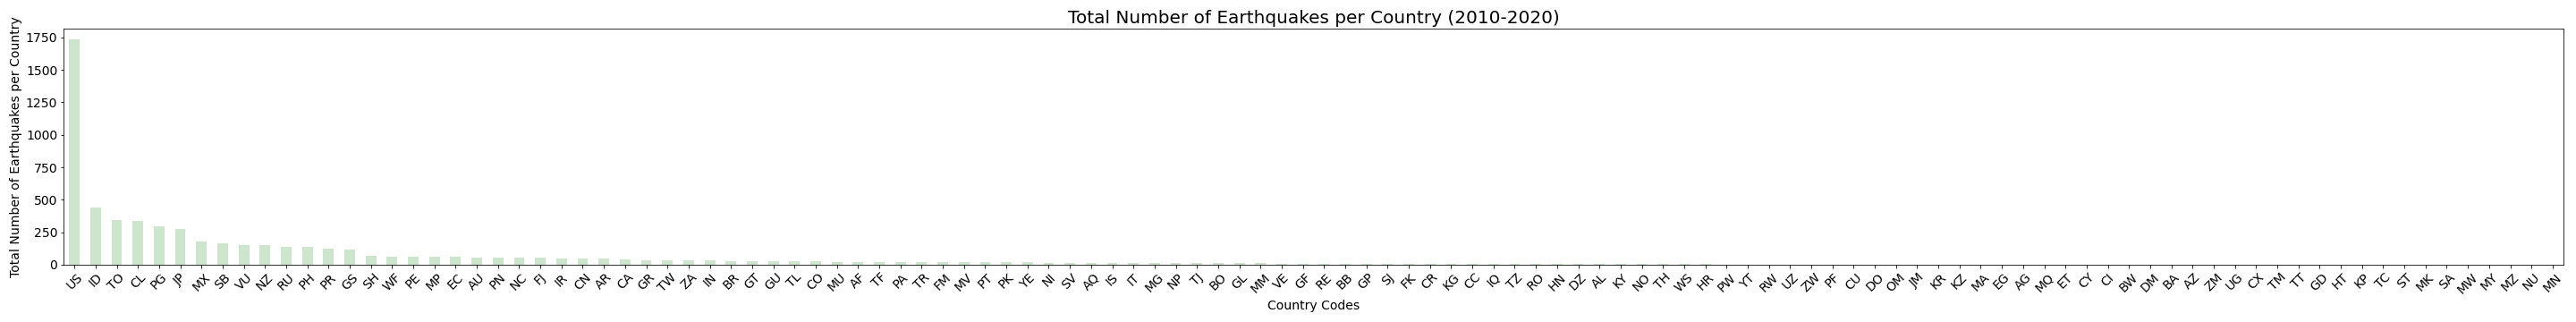 Total Number of Earthquakes per Country (2010-2020)
Total Number of Earthquakes per Country
1750
1500
1250
1000
750
500
250
0
US ID TO CL PG JP MX SB VU NZ RU PH PR GS SH WF PE MP EC AU PN NC FJ IR CN AR CA GR TW ZA IN BR GT GU TL CO MU AF TF PA TR FM MV PT PK YE NI SV AQ IS IT MG NP TJ BO GL MM VE GF RE BB GP SJ FK CR KG CC IQ TZ RO HN DZ AL KY NO TH WS HR PW YT RW UZ ZW PF CU DO OM JM KR KZ MA EG AG MQ ET CY CI BW DM BA AZ ZM UG CX TM TT GD HT KP TC ST MK SA MW MY MZ NU MN
Country Codes